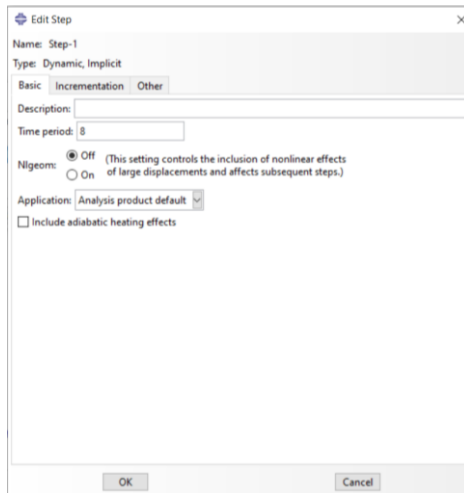 Edit Step
Name: Step-1
Type: Dynamic, Implicit
Basic Incrementation Other
Description:
Time period: 8
Nlgeom: Off (This setting controls the inclusion of nonlinear effects
On of large displacements and affects subsequent steps.)
Application: Analysis product default
Include adiabatic heating effects
OK Cancel